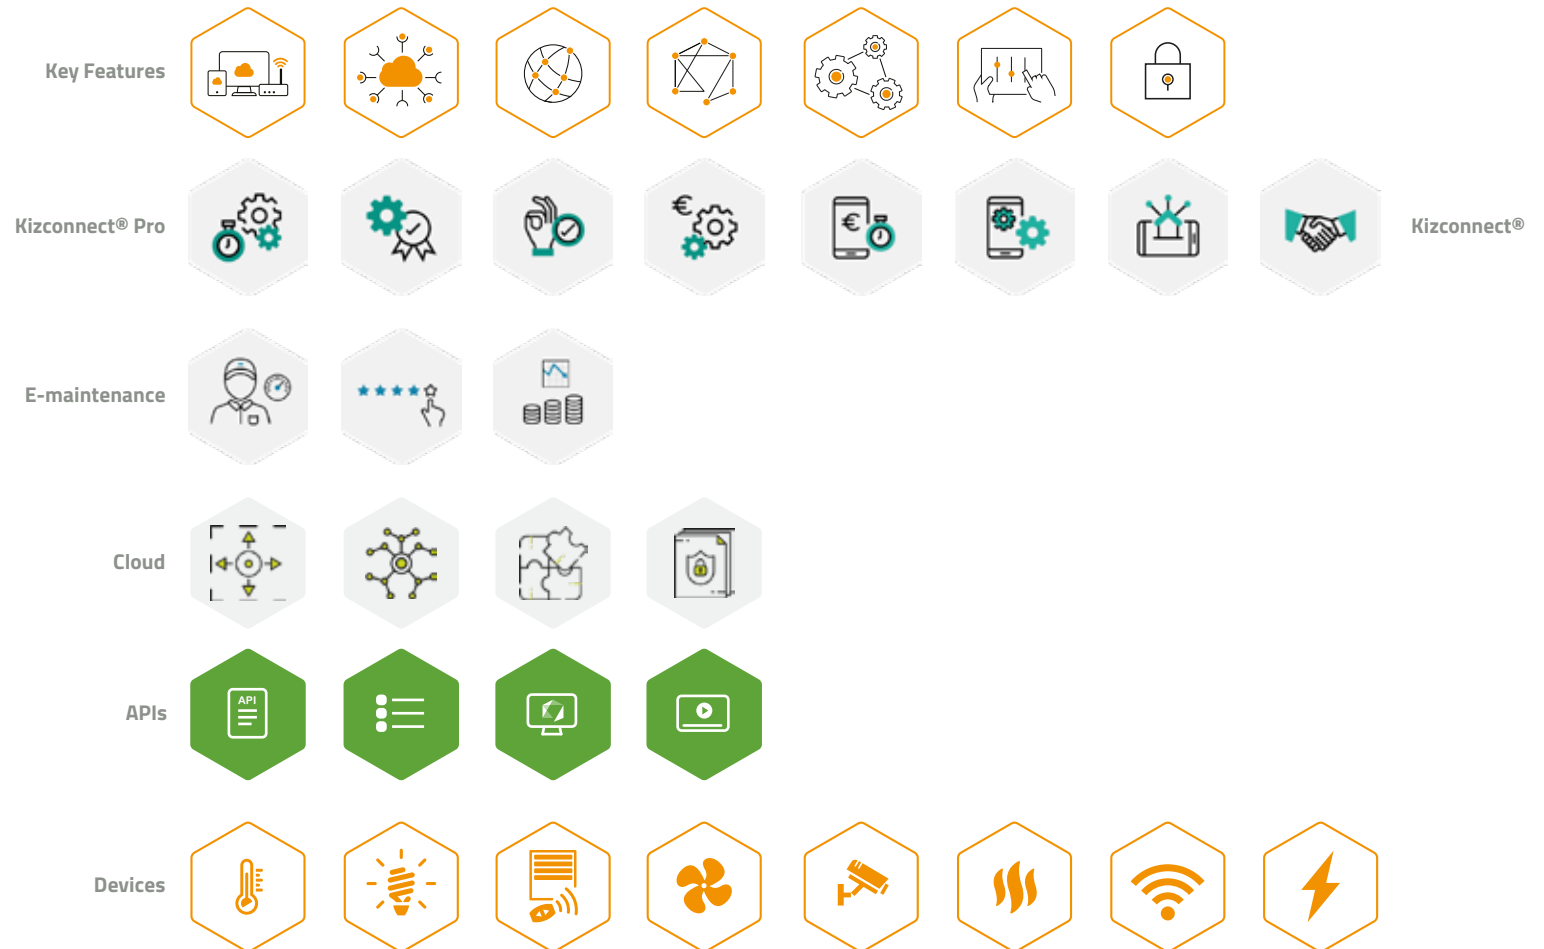 Key Features
Kizconnect® Pro
€
€
Kizconnect®
E-maintenance
Cloud
APIs
API
Devices